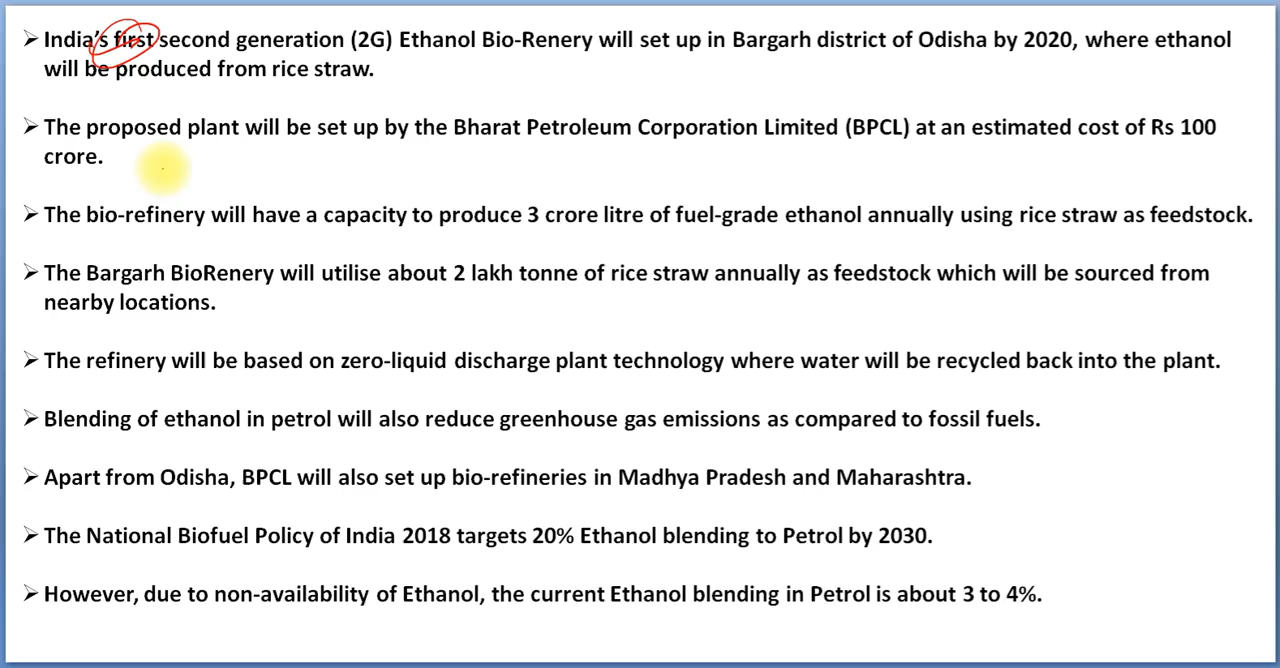 India's first second generation (2G) Ethanol Bio-Renery will set up in Bargarh district of Odisha by 2020, where ethanol
will be produced from rice straw.
The proposed plant will be set up by the Bharat Petroleum Corporation Limited (BPCL) at an estimated cost of Rs 100
crore.
The bio-refinery will have a capacity to produce 3 crore litre of fuel-grade ethanol annually using rice straw as feedstock.
The Bargarh BioRenery will utilise about 2 lakh tonne of rice straw annually as feedstock which will be sourced from
nearby locations.
The refinery will be based on zero-liquid discharge plant technology where water will be recycled back into the plant.
Blending of ethanol in petrol will also reduce greenhouse gas emissions as compared to fossil fuels.
Apart from Odisha, BPCL will also set up bio-refineries in Madhya Pradesh and Maharashtra.
The National Biofuel Policy of India 2018 targets 20% Ethanol blending to Petrol by 2030.
However, due to non-availability of Ethanol, the current Ethanol blending in Petrol is about 3 to 4%.